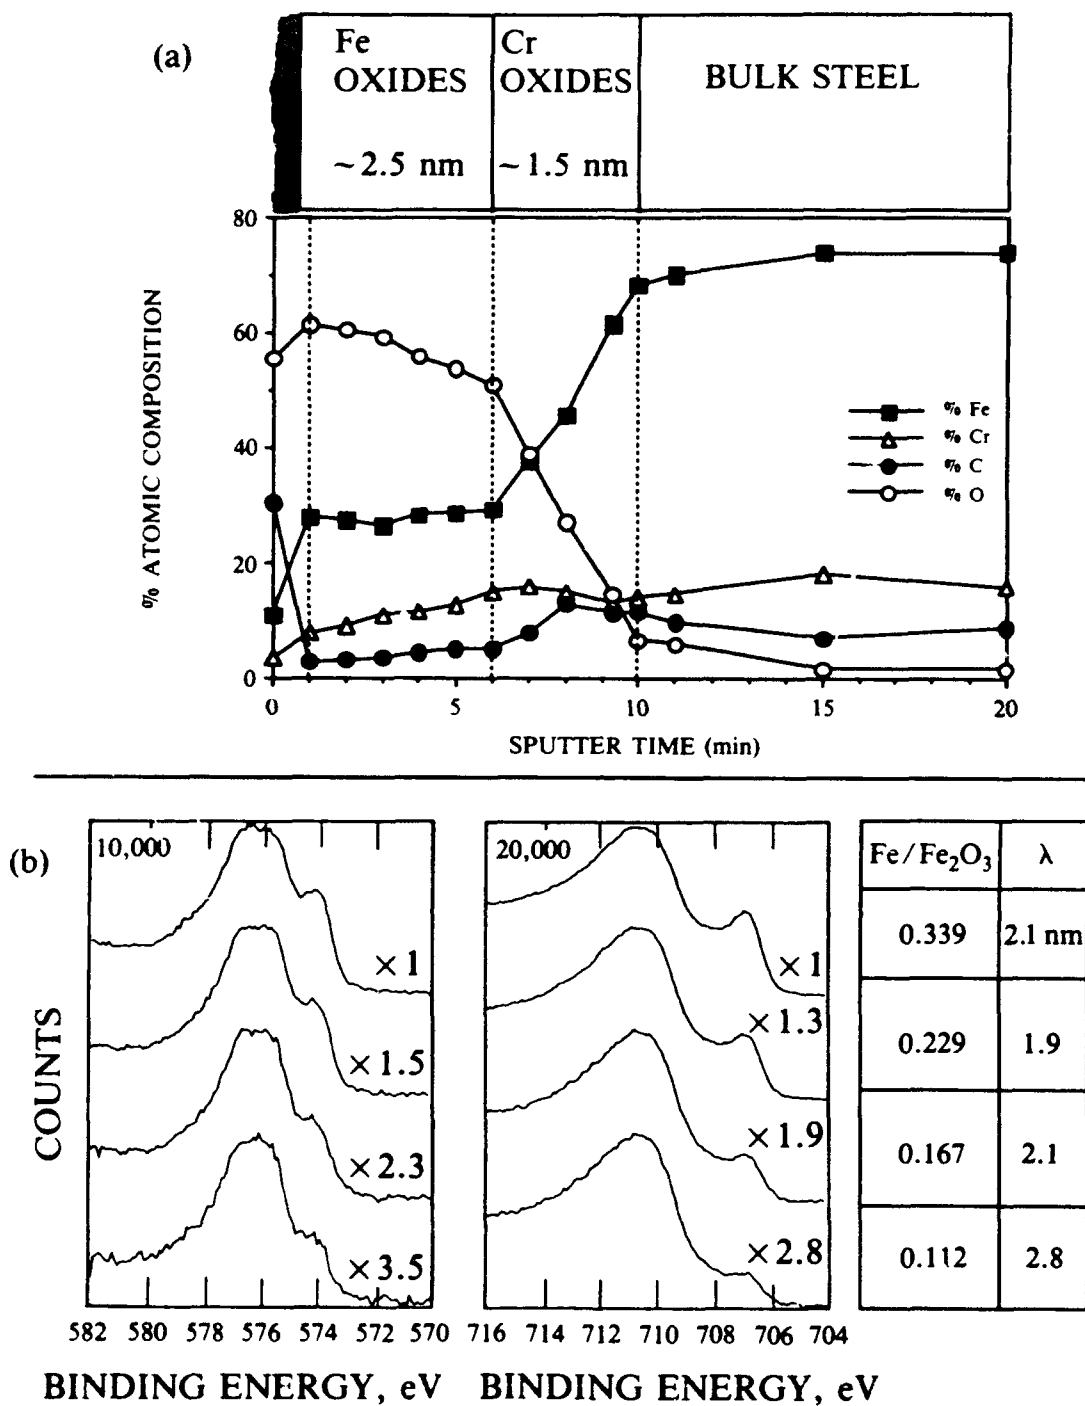 (a)
Fe
OXIDES
~2.5 nm
Cr
OXIDES
~1.5 nm
BULK STEEL
80
60
40
20
0
% ATOMIC COMPOSITION
% Fe
% Cr
% C
% O
0 5 10 15 20
SPUTTER TIME (min)
(b)
COUNTS
10,000
×1
×1.5
×2.3
×3.5
582 580 578 576 574 572 570
BINDING ENERGY, eV
20,000
×1
×1.3
×1.9
×2.8
716 714 712 710 708 706 704
BINDING ENERGY, eV
Fe/Fe₂O₃ λ
0.339 2.1 nm
0.229 1.9
0.167 2.1
0.112 2.8